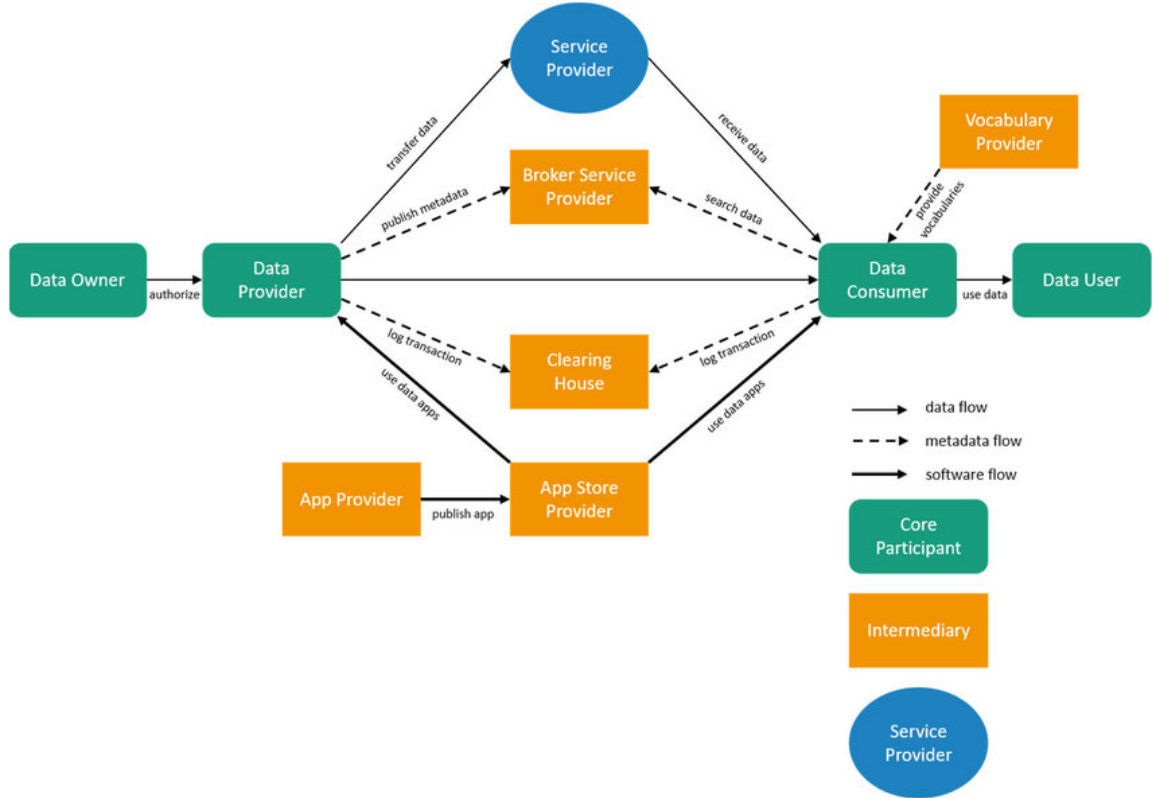 Service
Provider
transfer data
receive data
Vocabulary
Provider
Broker Service
Provider
publish metadata
search data
provide
vocabularies
Data Owner
authorize
Data
Provider
Data
Consumer
use data
Data User
log transaction
Clearing
House
log transaction
use data apps
use data apps
data flow
metadata flow
software flow
App Provider
publish app
App Store
Provider
Core
Participant
Intermediary
Service
Provider